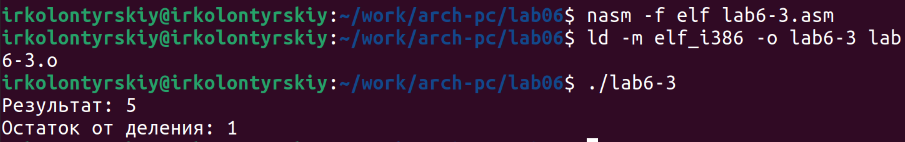 irkolontyrskiy@irkolontyrskiy:~/work/arch-pc/lab06$ nasm -f elf lab6-3.asm
irkolontyrskiy@irkolontyrskiy:~/work/arch-pc/lab06$ ld -m elf_i386 -o lab6-3 lab
6-3.o
irkolontyrskiy@irkolontyrskiy:~/work/arch-pc/lab06$ ./lab6-3
Результат: 5
Остаток от деления: 1